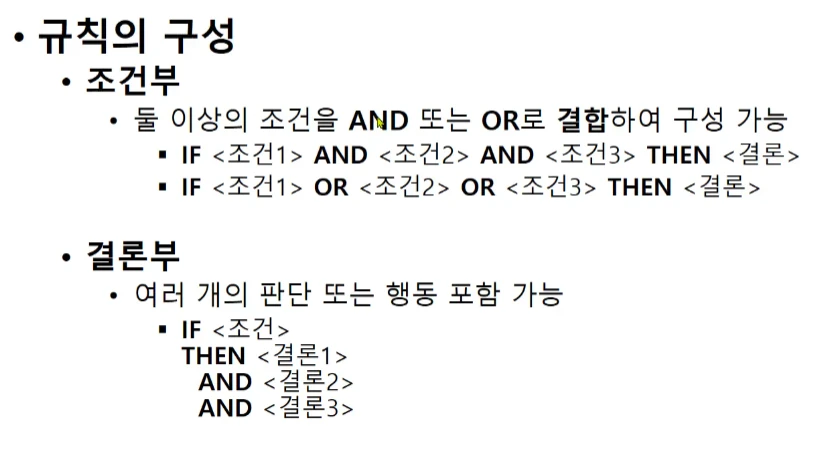 • 규칙의 구성
• 조건부
• 둘 이상의 조건을 AND 또는 OR로 결합하여 구성 가능
▪ IF <조건1> AND <조건2> AND <조건3> THEN <결론>
▪ IF <조건1> OR <조건2> OR <조건3> THEN <결론>
• 결론부
• 여러 개의 판단 또는 행동 포함 가능
▪ IF <조건>
THEN <결론1>
AND <결론2>
AND <결론3>